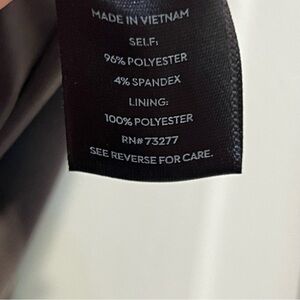 MADE IN VIETNAM
SELF:
96% POLYESTER
4% SPANDEX
LINING:
100% POLYESTER
RN# 73277
SEE REVERSE FOR CARE.